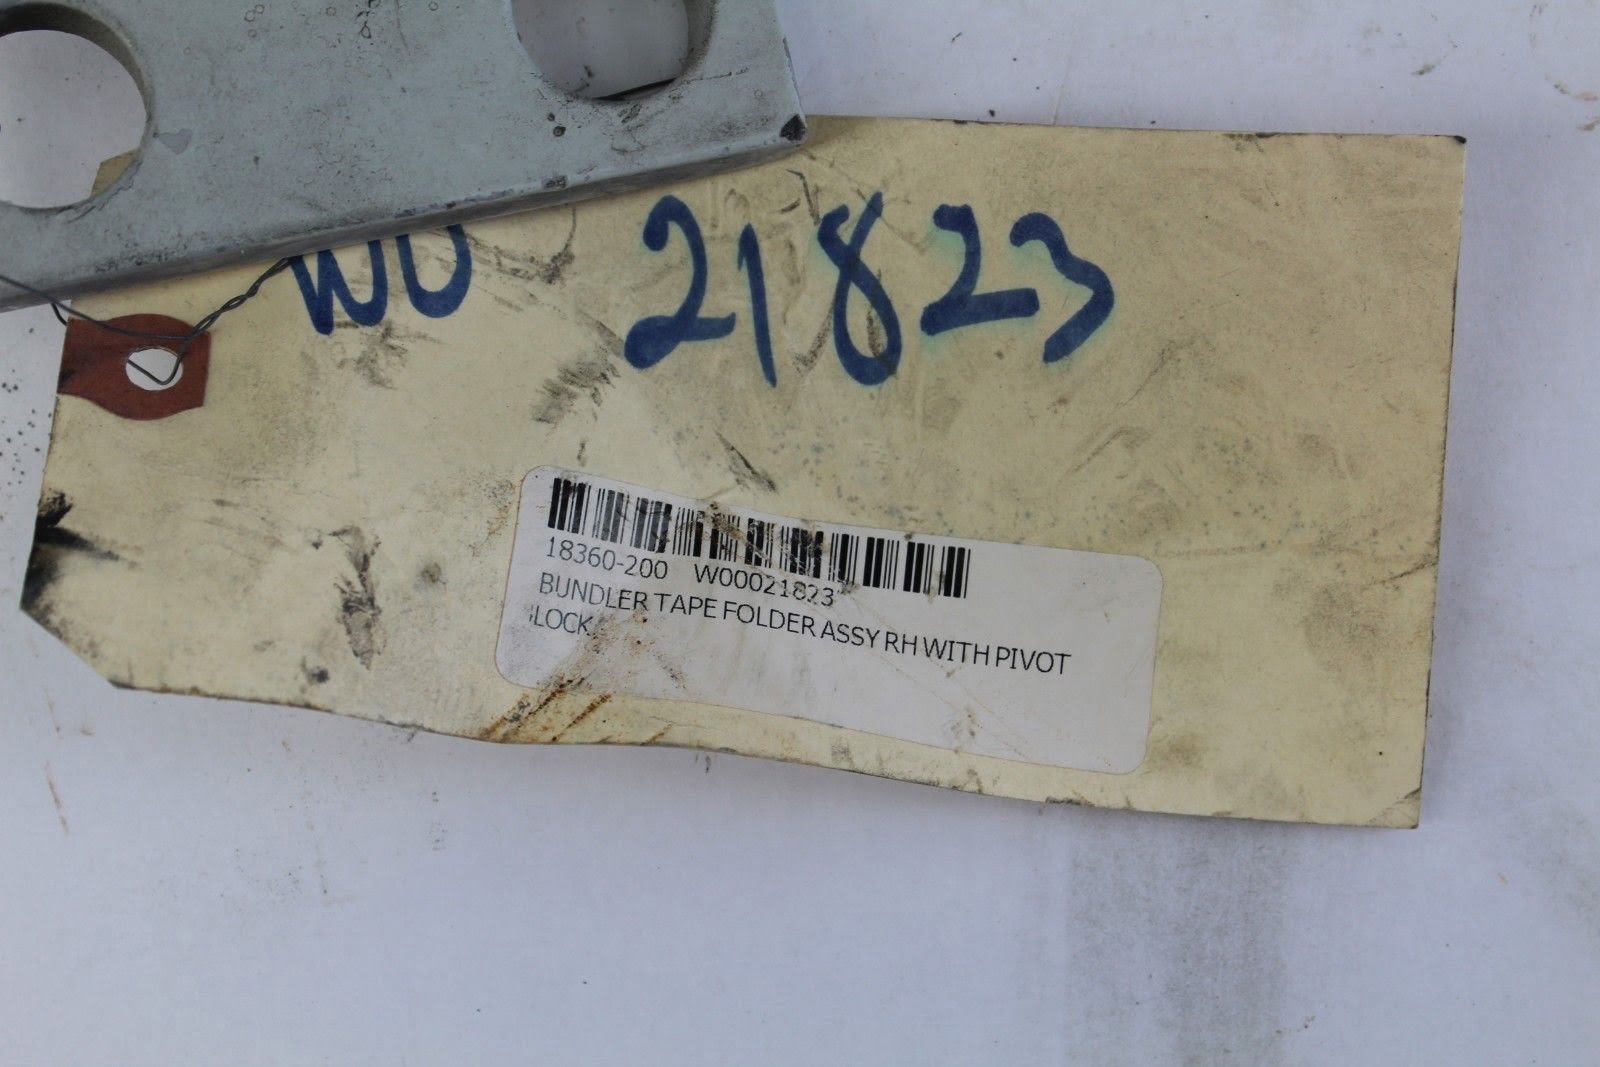 WO 21823
18360-200 W00021823
BUNDLER TAPE FOLDER ASSY RH WITH PIVOT
LOCK